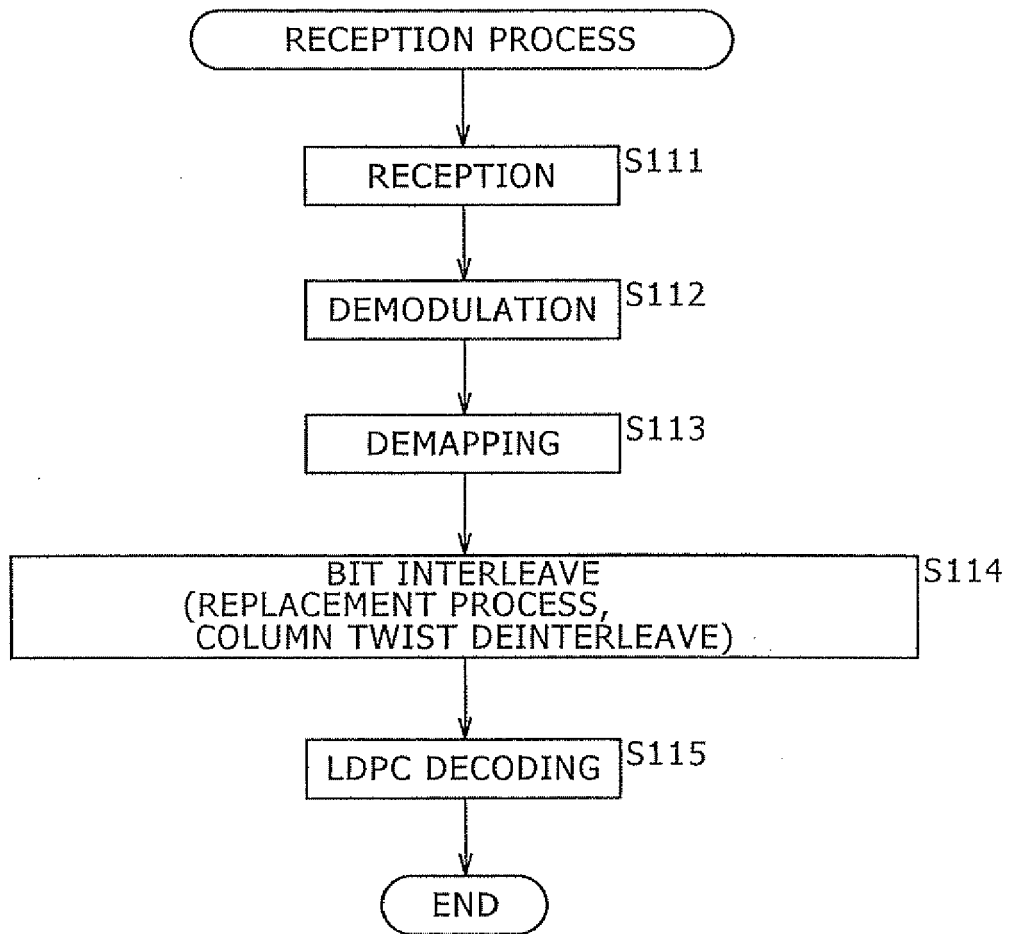 RECEPTION PROCESS
RECEPTION
S111
DEMODULATION
S112
DEMAPPING
S113
BIT INTERLEAVE
(REPLACEMENT PROCESS,
COLUMN TWIST DEINTERLEAVE)
S114
LDPC DECODING
S115
END